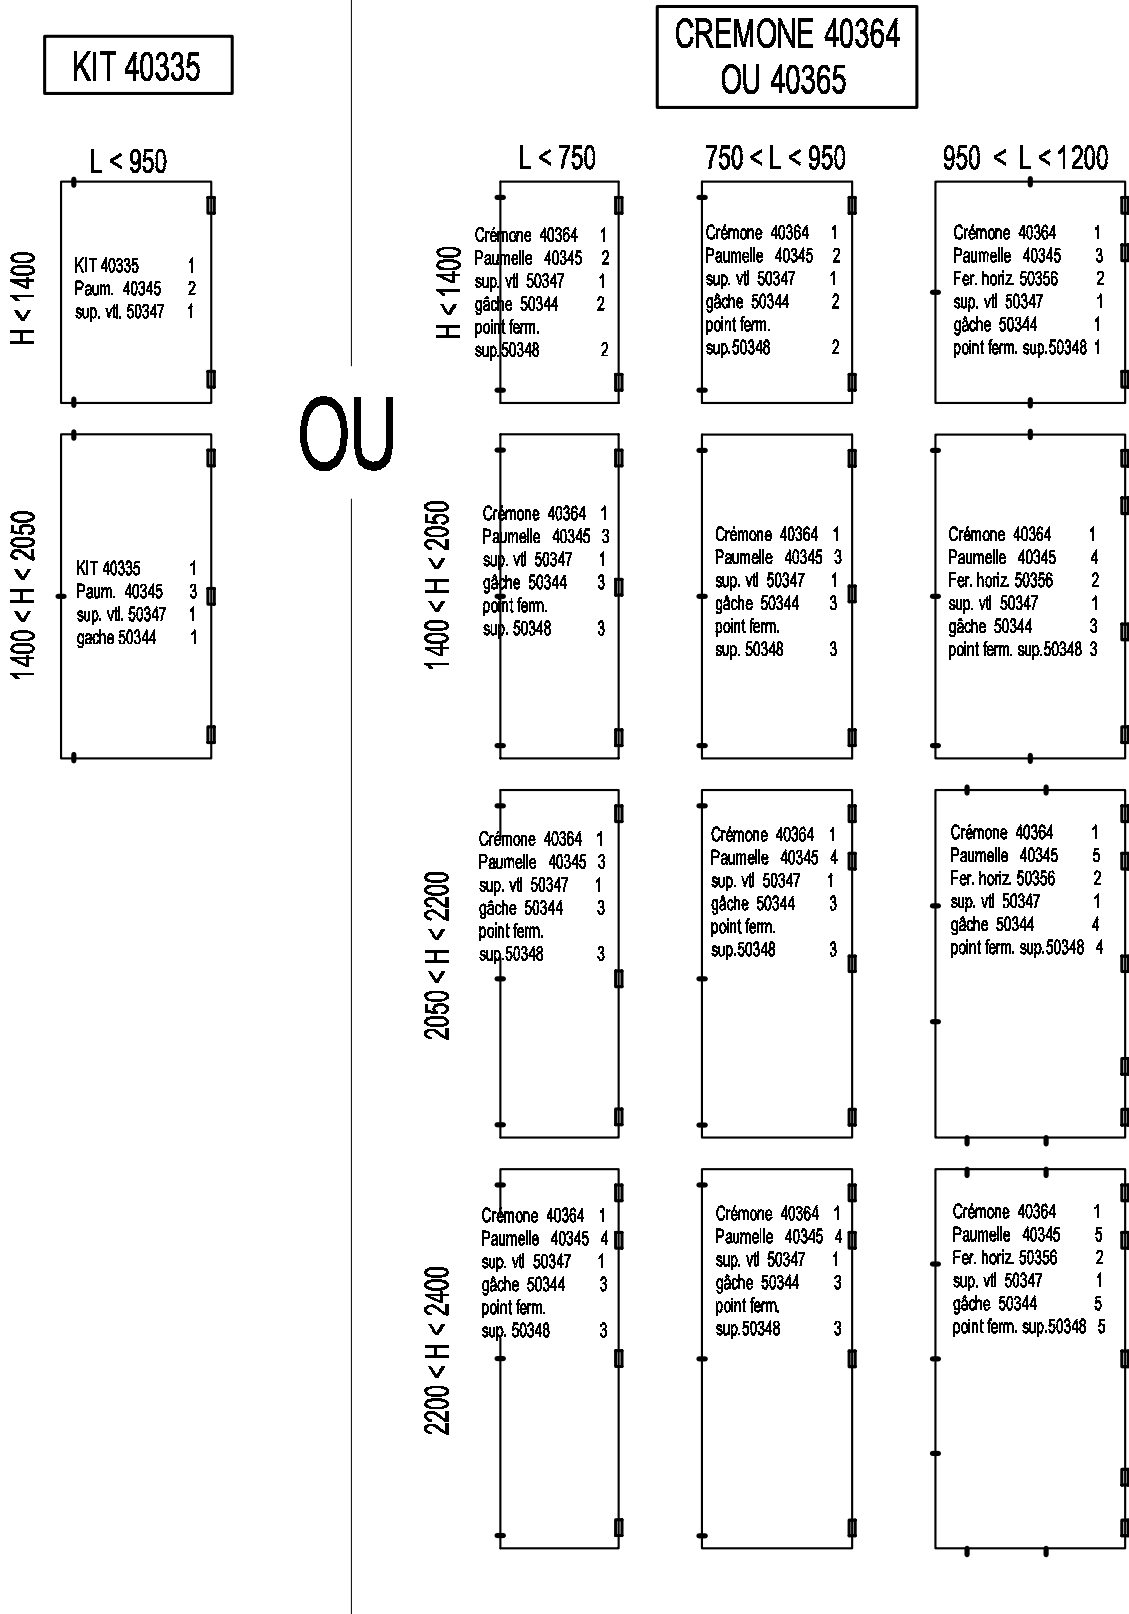 KIT 40335
L < 950
H < 1400
KIT 40335 1
Paum. 40345 2
sup. vtl. 50347 1
1400 < H < 2050
KIT 40335 1
Paum. 40345 3
sup. vtl. 50347 1
gache 50344 1
OU
CREMONE 40364
OU 40365
L < 750
750 < L < 950
950 < L < 1200
H < 1400
Crémone 40364 1
Paumelle 40345 2
sup. vtl 50347 1
gâche 50344 2
point ferm.
sup.50348 2
Crémone 40364 1
Paumelle 40345 2
sup. vtl 50347 1
gâche 50344 2
point ferm.
sup.50348 2
Crémone 40364 1
Paumelle 40345 3
Fer. horiz. 50356 2
sup. vtl 50347 1
gâche 50344 1
point ferm. sup.50348 1
1400 < H < 2050
Crémone 40364 1
Paumelle 40345 3
sup. vtl 50347 1
gâche 50344 3
point ferm.
sup. 50348 3
Crémone 40364 1
Paumelle 40345 3
sup. vtl 50347 1
gâche 50344 3
point ferm.
sup. 50348 3
Crémone 40364 1
Paumelle 40345 4
Fer. horiz. 50356 2
sup. vtl 50347 1
gâche 50344 3
point ferm. sup.50348 3
2050 < H < 2200
Crémone 40364 1
Paumelle 40345 3
sup. vtl 50347 1
gâche 50344 3
point ferm.
sup.50348 3
Crémone 40364 1
Paumelle 40345 4
sup. vtl 50347 1
gâche 50344 3
point ferm.
sup.50348 3
Crémone 40364 1
Paumelle 40345 5
Fer. horiz. 50356 2
sup. vtl 50347 1
gâche 50344 4
point ferm. sup.50348 4
2200 < H < 2400
Crémone 40364 1
Paumelle 40345 4
sup. vtl 50347 1
gâche 50344 3
point ferm.
sup. 50348 3
Crémone 40364 1
Paumelle 40345 4
sup. vtl 50347 1
gâche 50344 3
point ferm.
sup.50348 3
Crémone 40364 1
Paumelle 40345 5
Fer. horiz. 50356 2
sup. vtl 50347 1
gâche 50344 5
point ferm. sup.50348 5